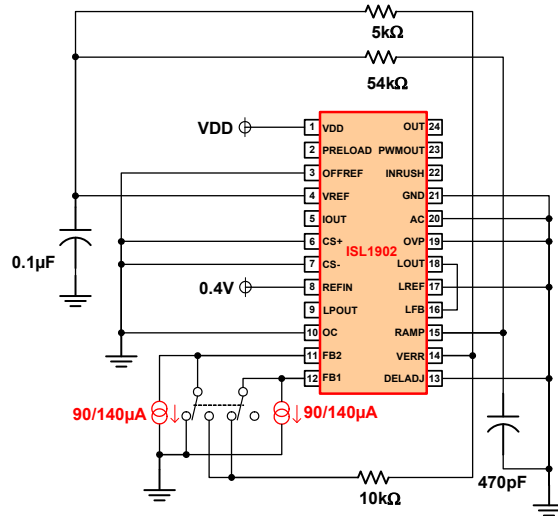 5kΩ
54kΩ
VDD
1 VDD OUT 24
2 PRELOAD PWMOUT 23
3 OFFREF INRUSH 22
4 VREF GND 21
5 IOUT AC 20
6 CS+ OVP 19
ISL1902
7 CS- LOUT 18
0.1µF
0.4V
8 REFIN LREF 17
9 LPOUT LFB 16
10 OC RAMP 15
11 FB2 VERR 14
12 FB1 DELADJ 13
90/140µA
90/140µA
10kΩ
470pF